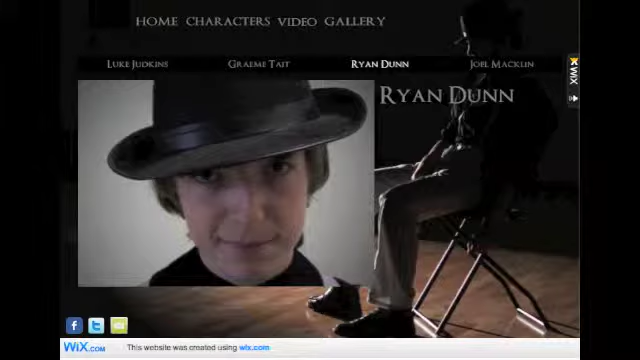 HOME CHARACTERS VIDEO GALLERY
LUKE JUDKINS GRAEME TAIT RYAN DUNN JOEL MACKLIN
RYAN DUNN
WiX
WiX.COM This website was created using wix.com